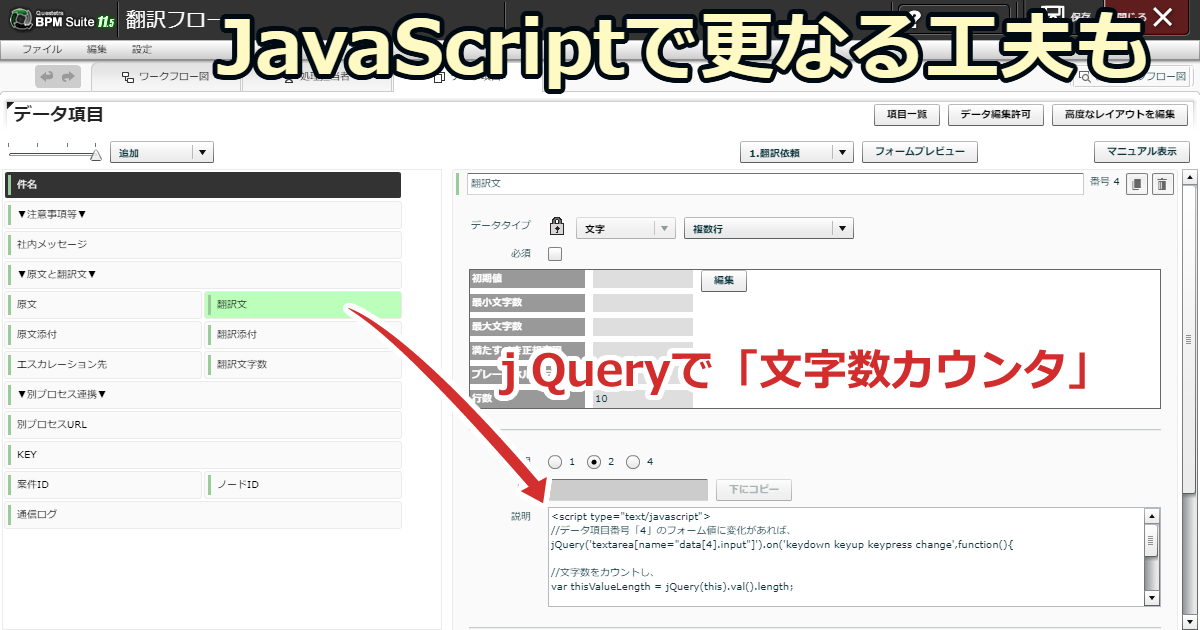 Questetra
BPM Suite 11.5
翻訳フロー
JavaScriptで更なる工夫も
保存
閉じる
ファイル 編集 設定
ワークフロー図
処理担当者
フロー図
データ項目
項目一覧 データ編集許可 高度なレイアウトを編集
追加
1.翻訳依頼 フォームプレビュー マニュアル表示
件名
▼注意事項等▼
社内メッセージ
▼原文と翻訳文▼
原文 翻訳文
原文添付 翻訳添付
エスカレーション先 翻訳文字数
▼別プロセス連携▼
別プロセスURL
KEY
案件ID ノードID
通信ログ
翻訳文 番号 4
データタイプ 文字 複数行
必須
初期値 編集
最小文字数
最大文字数
jQueryで「文字数カウンタ」
行数 10
1 2 4
下にコピー
説明
<script type="text/javascript">
//データ項目番号「4」のフォーム値に変化があれば、
jQuery('textarea[name="data[4].input"]').on('keydown keyup keypress change',function(){
//文字数をカウントし、
var thisValueLength = jQuery(this).val().length;